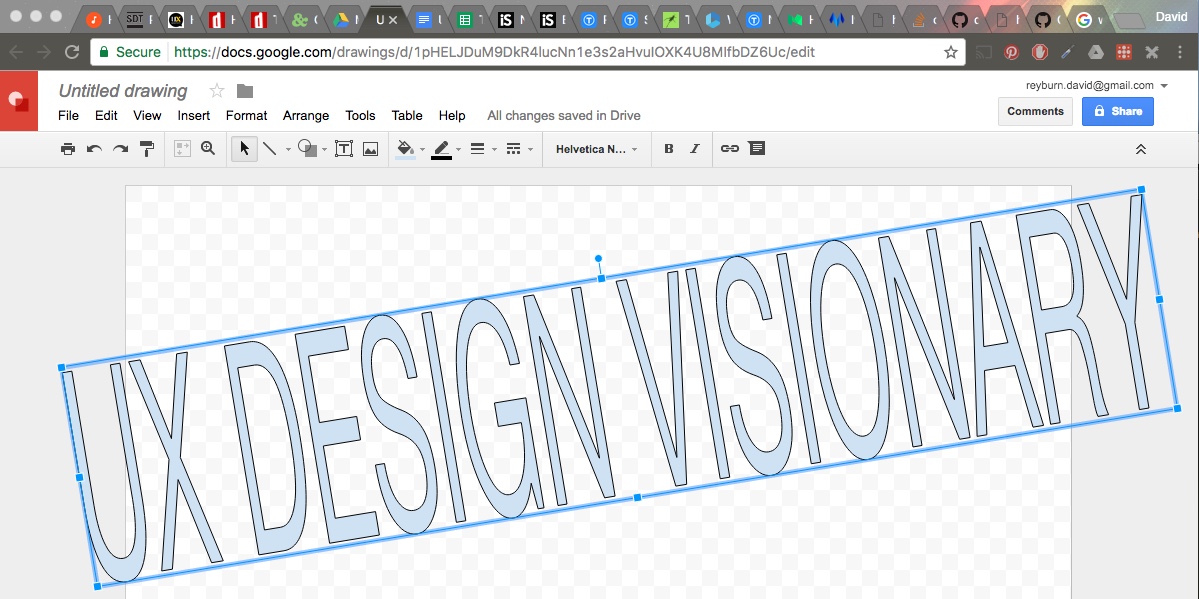 David
Secure
https://docs.google.com/drawings/d/1pHELJDuM9DkR4lucNn1e3s2aHvuIOXK4U8MIfbDZ6Uc/edit
Untitled drawing
reyburn.david@gmail.com
File Edit View Insert Format Arrange Tools Table Help All changes saved in Drive
Comments Share
Helvetica N... B I
UX DESIGN VISIONARY